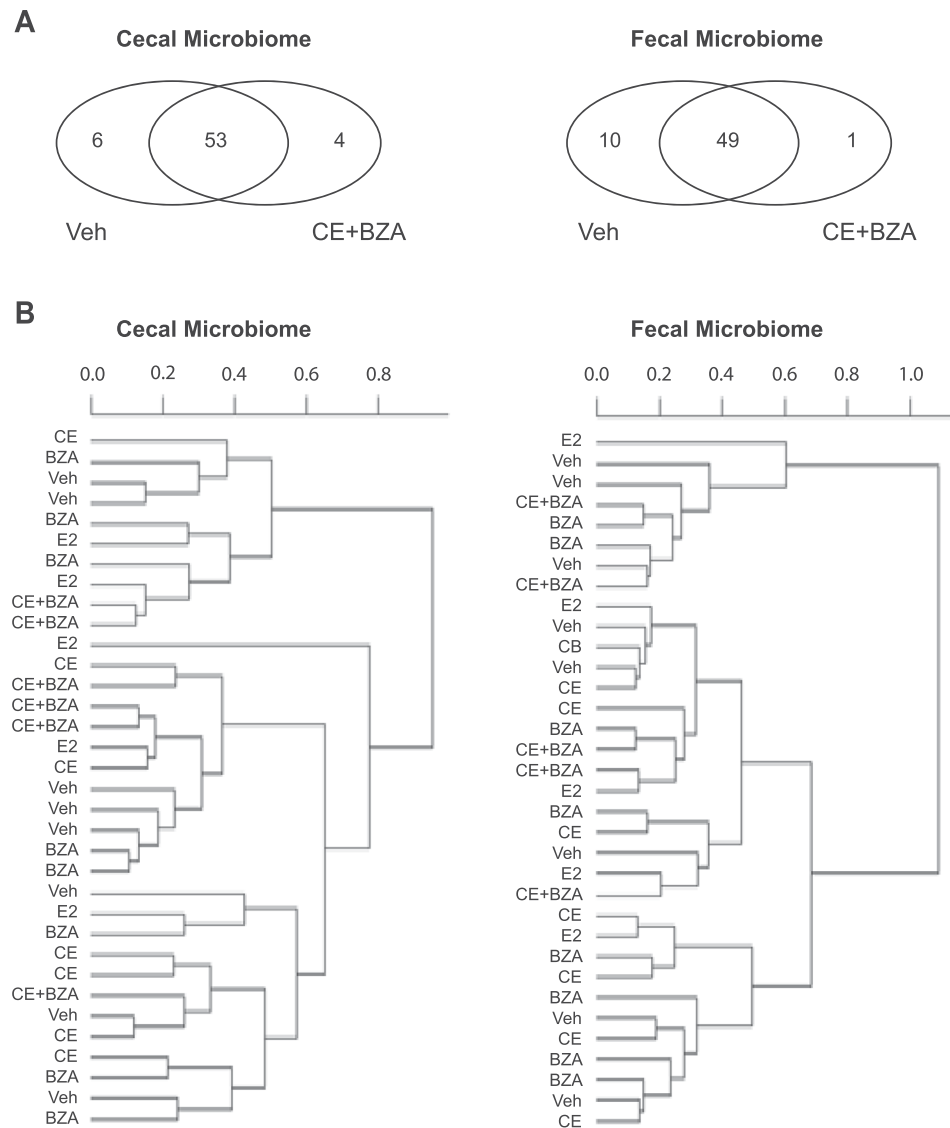 A
Cecal Microbiome
Fecal Microbiome
6 53 4
10 49 1
Veh CE+BZA
Veh CE+BZA
B
Cecal Microbiome
0.0 0.2 0.4 0.6 0.8
CE
BZA
Veh
Veh
BZA
E2
BZA
E2
CE+BZA
CE+BZA
E2
CE
CE+BZA
CE+BZA
CE+BZA
E2
CE
Veh
Veh
Veh
BZA
BZA
Veh
E2
BZA
CE
CE
CE+BZA
Veh
CE
CE
BZA
Veh
BZA
Fecal Microbiome
0.0 0.2 0.4 0.6 0.8 1.0
E2
Veh
Veh
CE+BZA
BZA
BZA
Veh
CE+BZA
E2
Veh
CB
Veh
CE
CE
BZA
CE+BZA
CE+BZA
E2
BZA
CE
Veh
E2
CE+BZA
CE
E2
BZA
CE
BZA
Veh
CE
BZA
BZA
Veh
CE